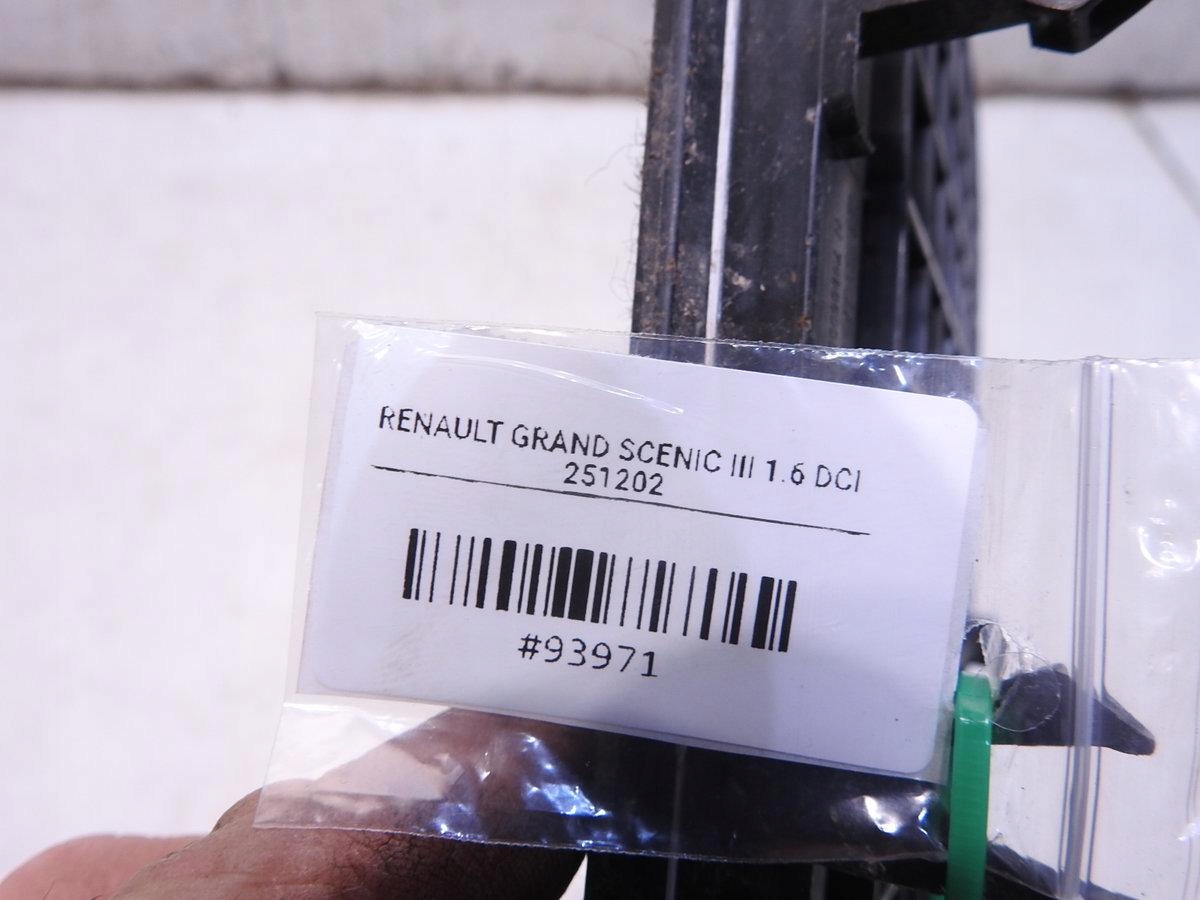 RENAULT GRAND SCENIC III 1.6 DCI
251202
#93971